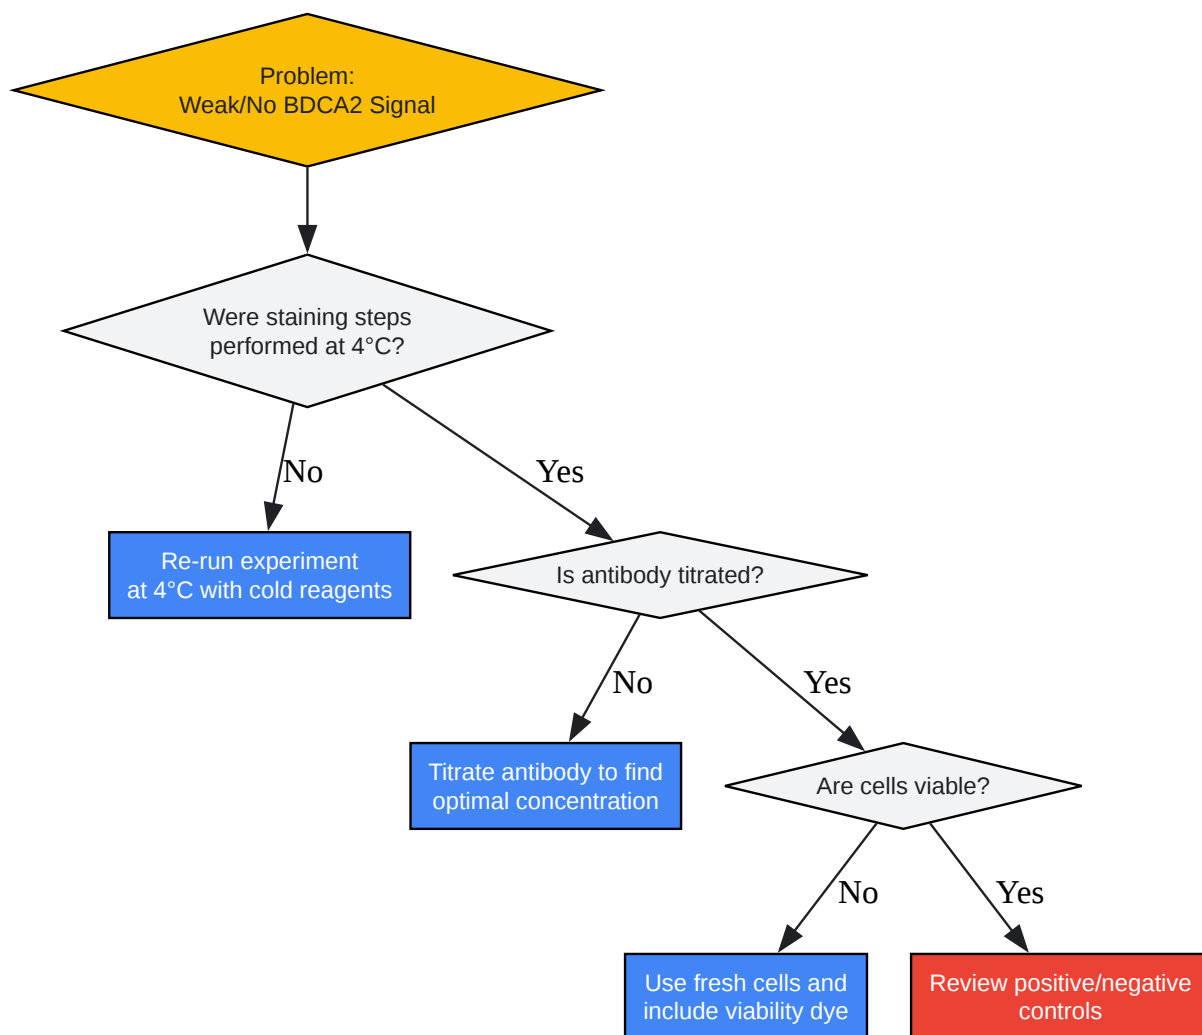 Problem:
Weak/No BDCA2 Signal
Were staining steps
performed at 4°C?
No
Yes
Re-run experiment
at 4°C with cold reagents
Is antibody titrated?
No
Yes
Titrate antibody to find
optimal concentration
Are cells viable?
No
Yes
Use fresh cells and
include viability dye
Review positive/negative
controls